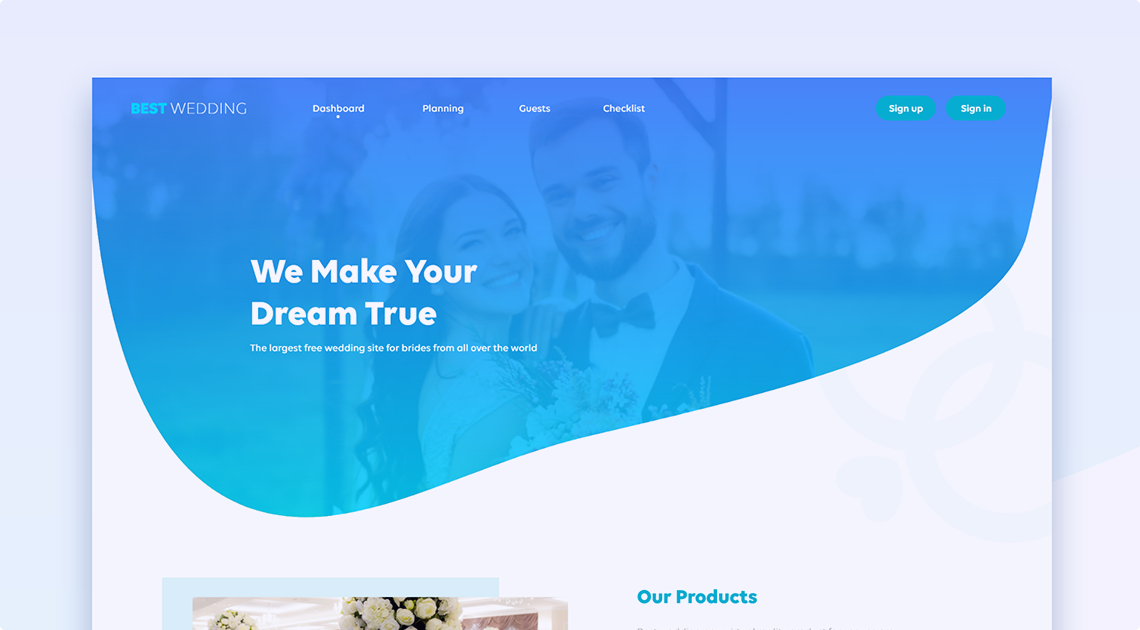 BEST WEDDING
Dashboard
Planning
Guests
Checklist
Sign up
Sign in
We Make Your
Dream True
The largest free wedding site for brides from all over the world
Our Products